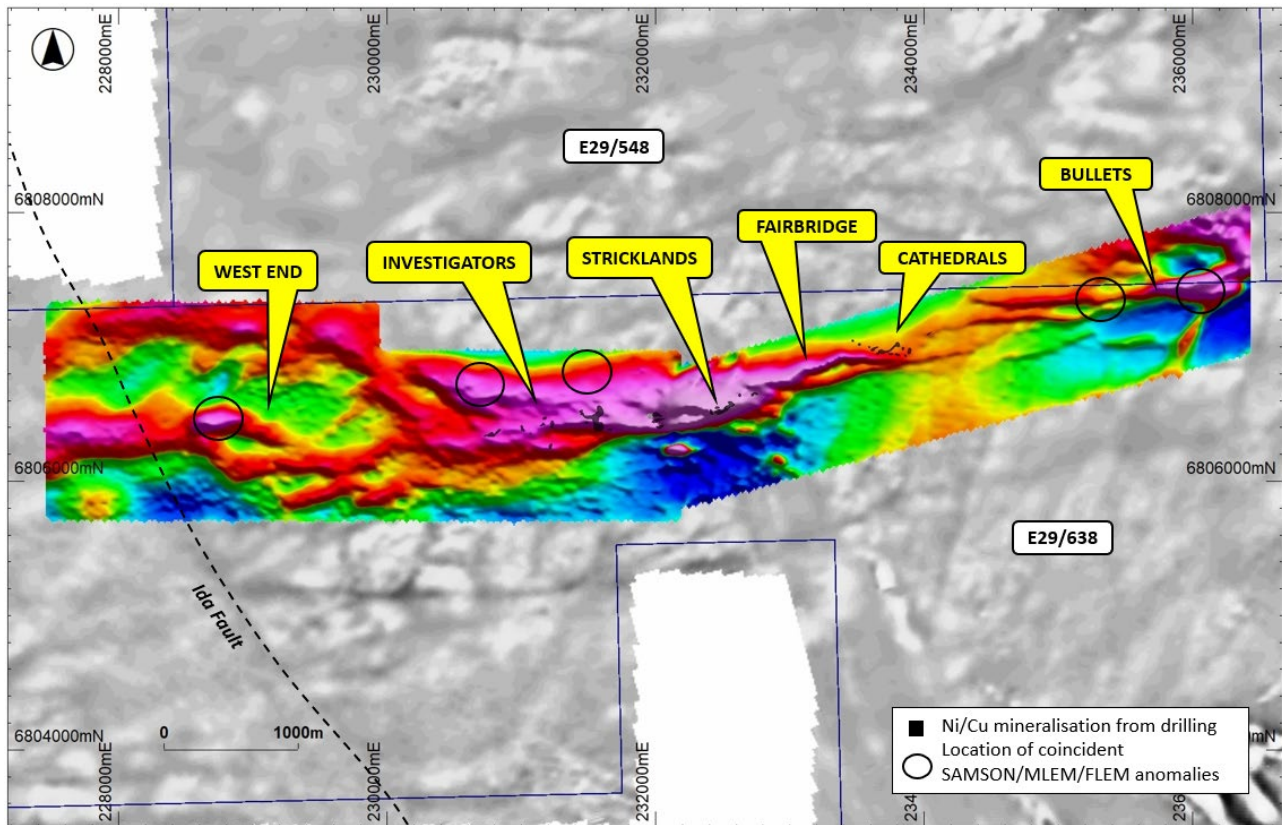 228000mE
230000mE
232000mE
234000mE
236000mE
E29/548
6808000mN
6808000mN
BULLETS
FAIRBRIDGE
CATHEDRALS
STRICKLANDS
INVESTIGATORS
WEST END
6806000mN
6806000mN
E29/638
Ida Fault
0 1000m
6804000mN
228000mE
230000mE
232000mE
234
236
Ni/Cu mineralisation from drilling
Location of coincident
SAMSON/MLEM/FLEM anomalies